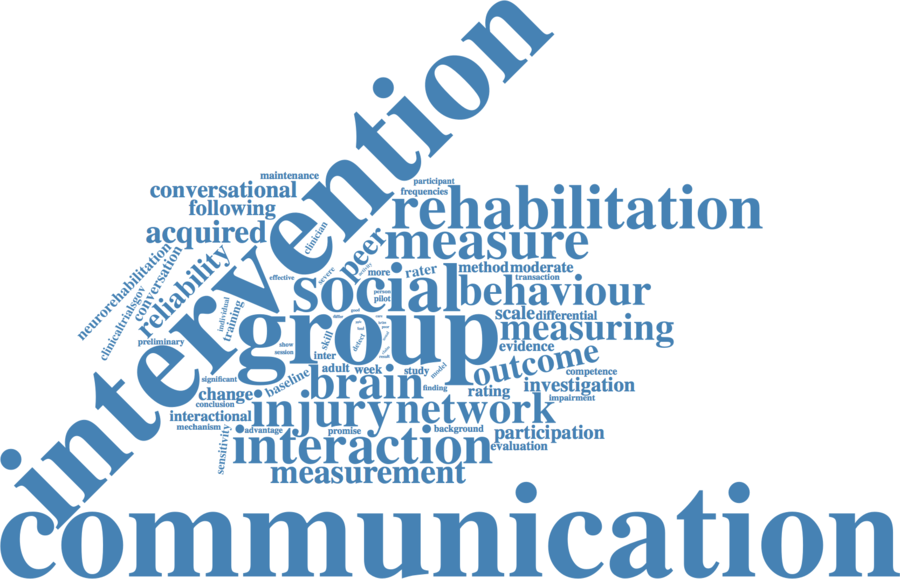 intervention
maintenance
conversational
participant
frequencies
following
rehabilitation
acquired
clinician
peer
measure
neurorehabilitation
clinicaltrialsgov
conversation
reliability
effective
severe
more
rater
method
moderate
transaction
social
person
pilot
behaviour
individual
training
group
scale
differential
measuring
preliminary
skill
detect
show
session
inter
evidence
outcome
adult
week
study
model
competence
significant
baseline
brain
finding
rating
investigation
impairment
change
conclusion
injury
network
interactional
mechanism
advantage
promise
background
participation
sensitivity
interaction
evaluation
measurement
communication